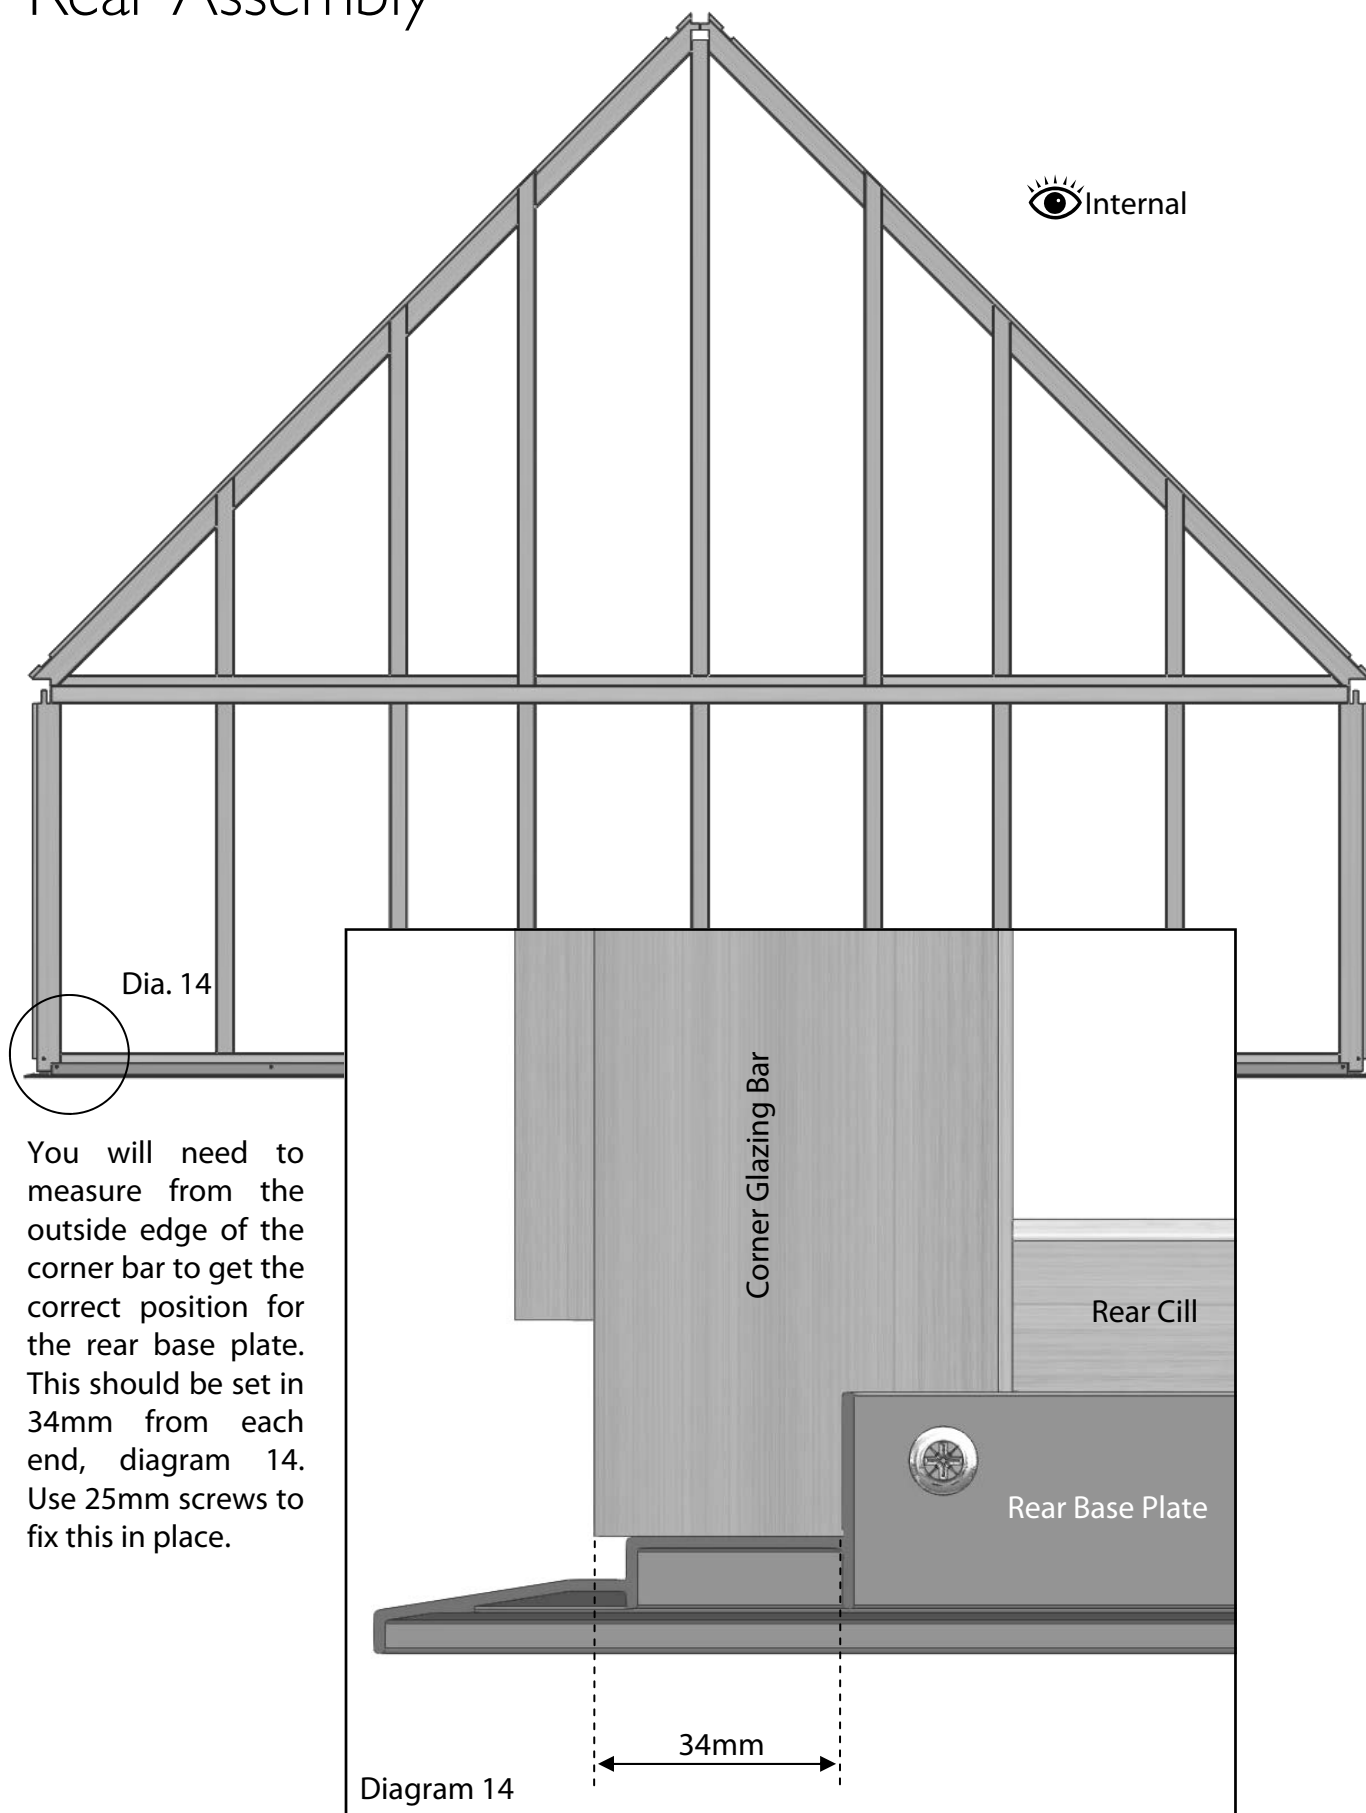 Rear Assembly
Internal
Dia. 14
You will need to
measure from the
outside edge of the
corner bar to get the
correct position for
the rear base plate.
This should be set in
34mm from each
end, diagram 14.
Use 25mm screws to
fix this in place.
Corner Glazing Bar
Rear Cill
Rear Base Plate
34mm
Diagram 14